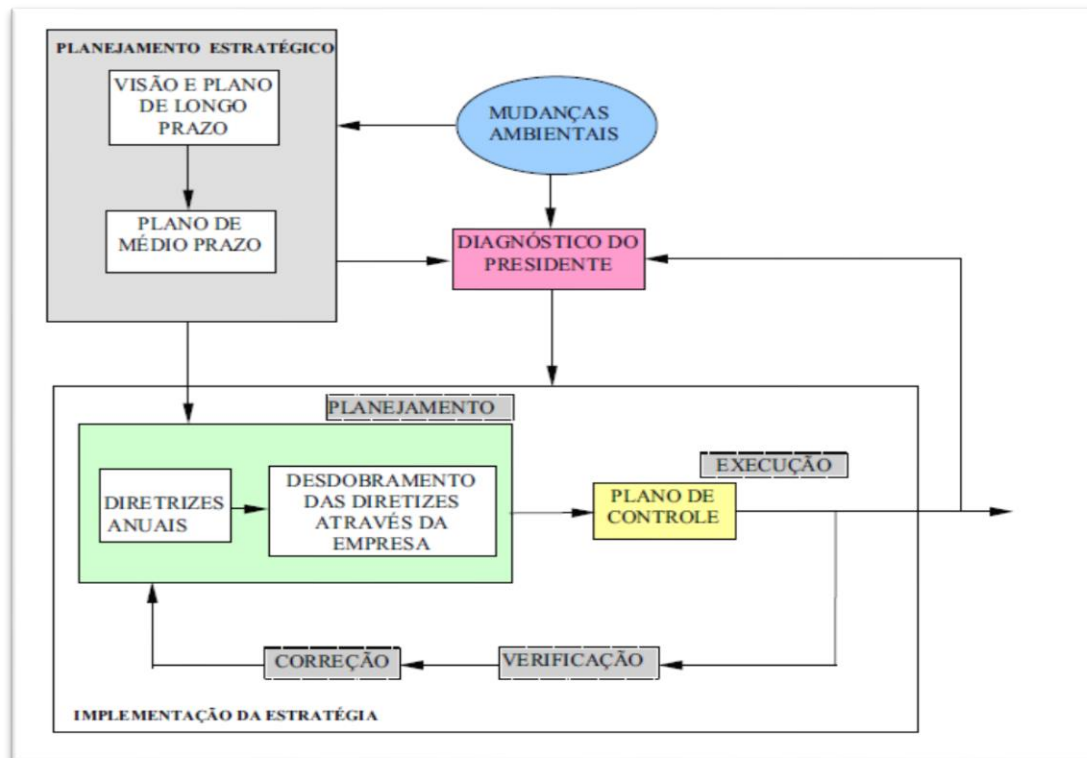 PLANEJAMENTO ESTRATÉGICO
VISÃO E PLANO
DE LONGO
PRAZO
MUDANÇAS
AMBIENTAIS
PLANO DE
MÉDIO PRAZO
DIAGNÓSTICO DO
PRESIDENTE
PLANEJAMENTO
EXECUÇÃO
DIRETRIZES
ANUAIS
DESDOBRAMENTO
DAS DIRETIZES
ATRAVÉS DA
EMPRESA
PLANO DE
CONTROLE
CORREÇÃO
VERIFICAÇÃO
IMPLEMENTAÇÃO DA ESTRATÉGIA